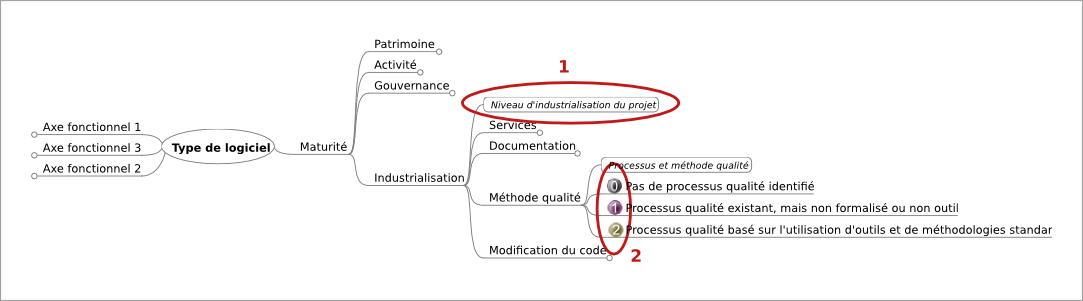 Patrimoine
Activité
Gouvernance
1
Niveau d'industrialisation du projet
Services
Documentation
Axe fonctionnel 1
Axe fonctionnel 3
Axe fonctionnel 2
Type de logiciel
Maturité
Industrialisation
Méthode qualité
Processus et méthode qualité
0 Pas de processus qualité identifié
1 Processus qualité existant, mais non formalisé ou non outil
2 Processus qualité basé sur l'utilisation d'outils et de méthodologies standar
Modification du code
2